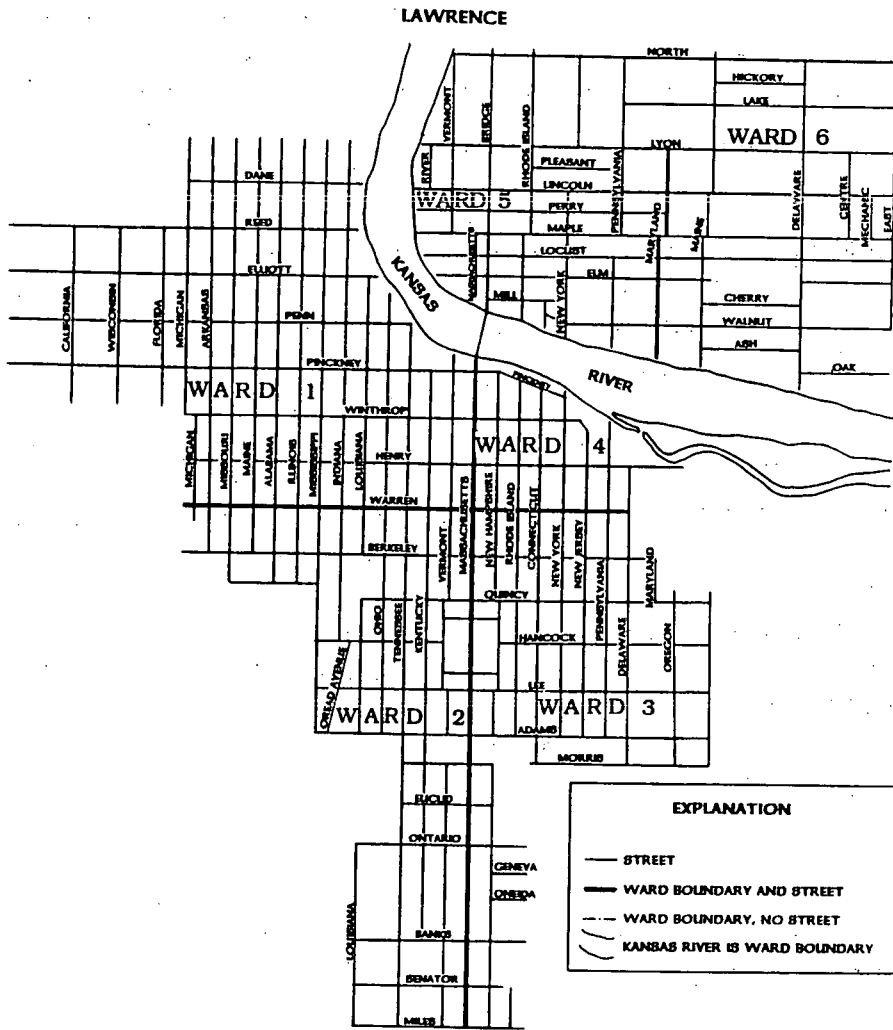 LAWRENCE
NORTH
HICKORY
LAKE
VERMONT
BRIDGE
RHODE ISLAND
WARD 6
LYON
RIVER
PLEASANT
PENNSYLVANIA
DANE
LINCOLN
WARD 5
PERRY
DELAWARE
CENTRE
MECHANIC
EAST
REED
MAPLE
MARYLAND
MAINE
MASSACHUSETTS
LOCUST
ELLIOTT
KANSAS
ELM
CALIFORNIA
WISCONSIN
FLORIDA
MICHIGAN
ARKANSAS
MILL
NEW YORK
CHERRY
PENN
WALNUT
ASH
PINCKNEY
RIVER
OAK
WARD 1
PINCKNEY
WINTHROP
WARD 4
MICHIGAN
MISSOURI
MAINE
ALABAMA
ILLINOIS
MISSISSIPPI
INDIANA
LOUISIANA
HENRY
WARREN
VERMONT
MASSACHUSETTS
NEW HAMPSHIRE
RHODE ISLAND
CONNECTICUT
NEW YORK
NEW JERSEY
PENNSYLVANIA
DELAWARE
MARYLAND
BERKELEY
QUINCY
OHIO
TENNESSEE
KENTUCKY
HANCOCK
OREGON
OREAD AVENUE
LEE
WARD 2
WARD 3
ADAMS
MORRIS
EUCLID
ONTARIO
GENEVA
ONEIDA
LOUISIANA
BANKS
SENATOR
MILES
EXPLANATION
STREET
WARD BOUNDARY AND STREET
WARD BOUNDARY, NO STREET
KANSAS RIVER IS WARD BOUNDARY